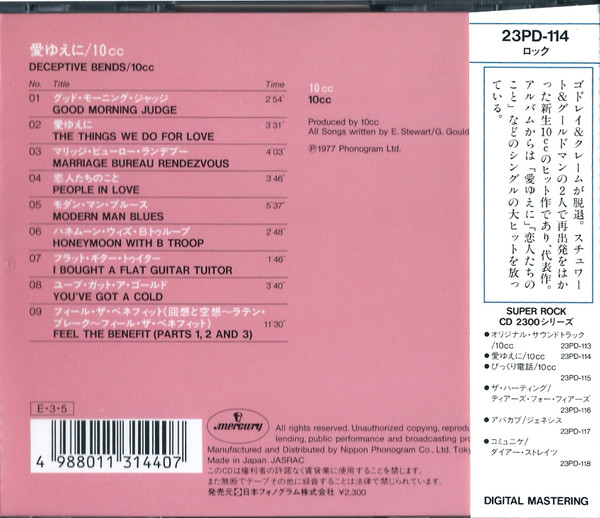 愛ゆえに/10cc
DECEPTIVE BENDS/10cc
No. Title Time
01 グッド・モーニング・ジャッジ 2'54"
GOOD MORNING JUDGE
02 愛ゆえに 3'31"
THE THINGS WE DO FOR LOVE
03 マリッジ・ビューロー・ランデブー 4'03"
MARRIAGE BUREAU RENDEZVOUS
04 恋人たちのこと 3'46"
PEOPLE IN LOVE
05 モダン・マン・ブルース 5'37"
MODERN MAN BLUES
06 ハネムーン・ウィズ・Bトゥループ 2'48"
HONEYMOON WITH B TROOP
07 フラット・ギター・トゥイター 1'46"
I BOUGHT A FLAT GUITAR TUITOR
08 ユーブ・ガット・ア・ゴールド 3'40"
YOU'VE GOT A COLD
09 フィール・ザ・ベネフィット(回想と空想~ラテン・
ブレーク~フィール・ザ・ベネフィット) 11'30"
FEEL THE BENEFIT (PARTS 1, 2 AND 3)
10cc
10cc
Produced by 10cc
All Songs written by E. Stewart/G. Gould
Ⓟ1977 Phonogram Ltd.
E・3・5
4 988011 314407
mercury
All rights reserved. Unauthorized copying, reproduc
lending, public performance and broadcasting pro
Manufactured and Distributed by Nippon Phonogram Co., Ltd. Toky
Made in Japan. JASRAC
このCDは権利者の許諾なく賃貸業に使用することを禁じます。
また無断でテープその他に録音することは法律で禁じられています。
発売元 日本フォノグラム株式会社 ¥2,300
23PD-114
ロック
ゴドレイ&クレームが脱退。スチュワー
ト&グールドマンの2人で再出発をはか
った新生10ccのヒット作であり、代表作。
アルバムからは「愛ゆえに」「恋人たちの
こと」などのシングルの大ヒットを放っ
ている。
SUPER ROCK
CD 2300シリーズ
●オリジナル・サウンドトラック
/10cc 23PD-113
●愛ゆえに/10cc 23PD-114
●びっくり電話/10cc
23PD-115
●ザ・ハーティング/
ティアーズ・フォー・フィアーズ
23PD-116
●アバカブ/ジェネシス
23PD-117
●コミュニケ/
ダイアー・ストレイツ
23PD-118
DIGITAL MASTERING